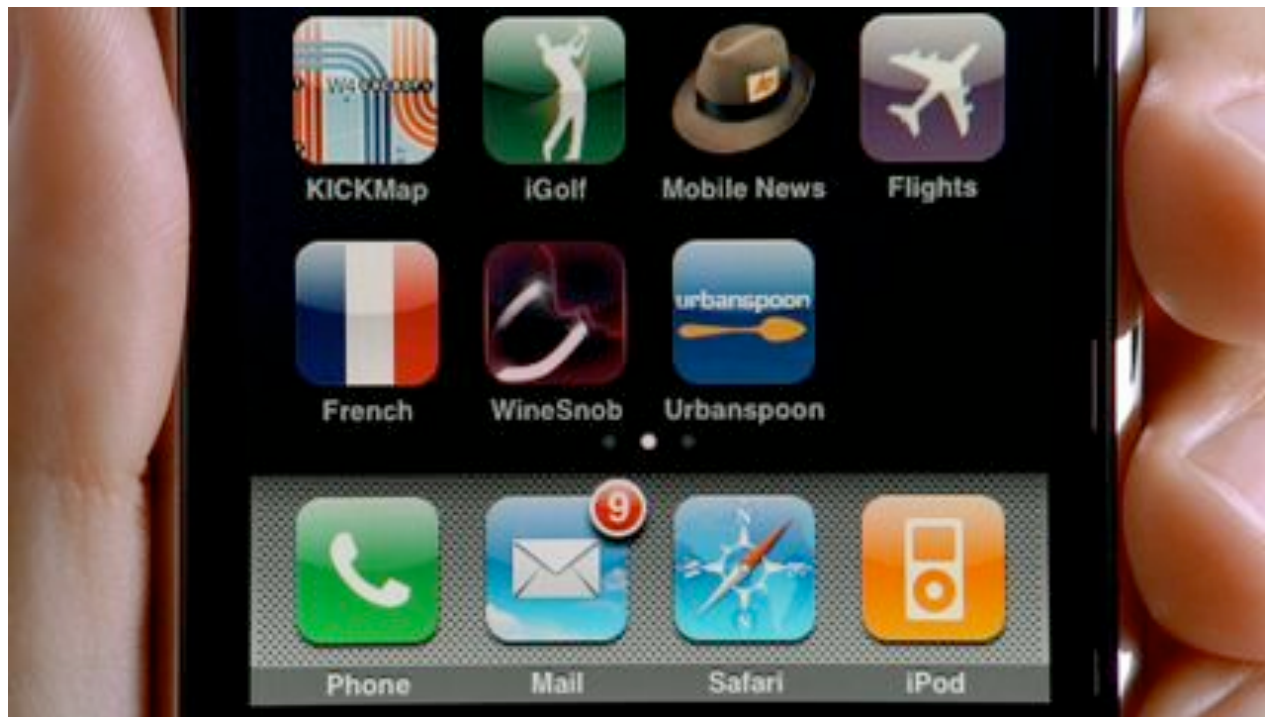 KICKMap
iGolf
Mobile News
Flights
urbanspoon
French
WineSnob
Urbanspoon
9
N
N
Phone
Mail
Safari
iPod